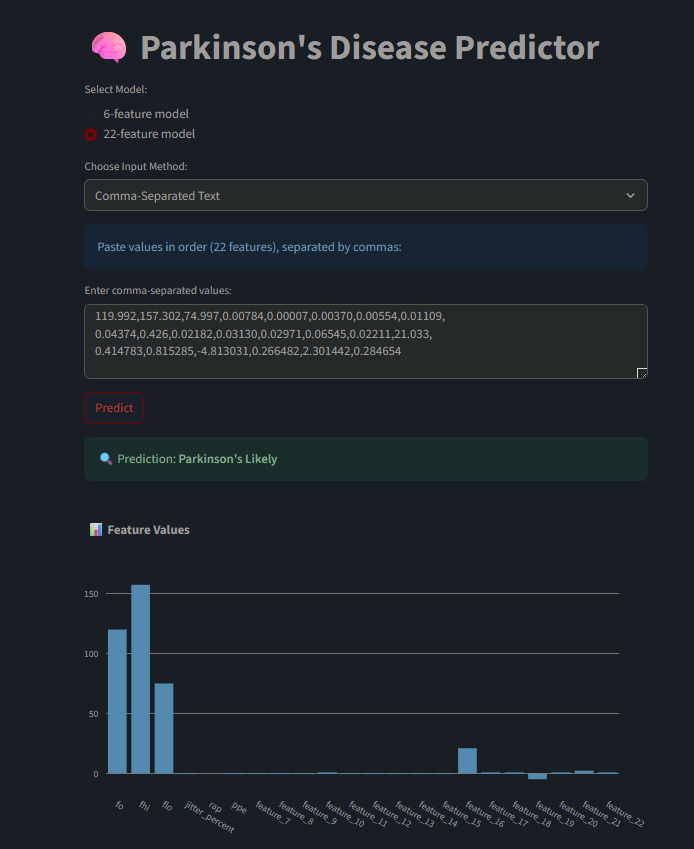 Parkinson's Disease Predictor
Select Model:
6-feature model
22-feature model
Choose Input Method:
Comma-Separated Text
Paste values in order (22 features), separated by commas:
Enter comma-separated values:
119.992,157.302,74.997,0.00784,0.00007,0.00370,0.00554,0.01109,
0.04374,0.426,0.02182,0.03130,0.02971,0.06545,0.02211,21.033,
0.414783,0.815285,-4.813031,0.266482,2.301442,0.284654
Predict
Prediction: Parkinson's Likely
Feature Values
150
100
50
0
fo
fhi
flo
jitter_percent
rap
ppe
feature_7
feature_8
feature_9
feature_10
feature_11
feature_12
feature_13
feature_14
feature_15
feature_16
feature_17
feature_18
feature_19
feature_20
feature_21
feature_22